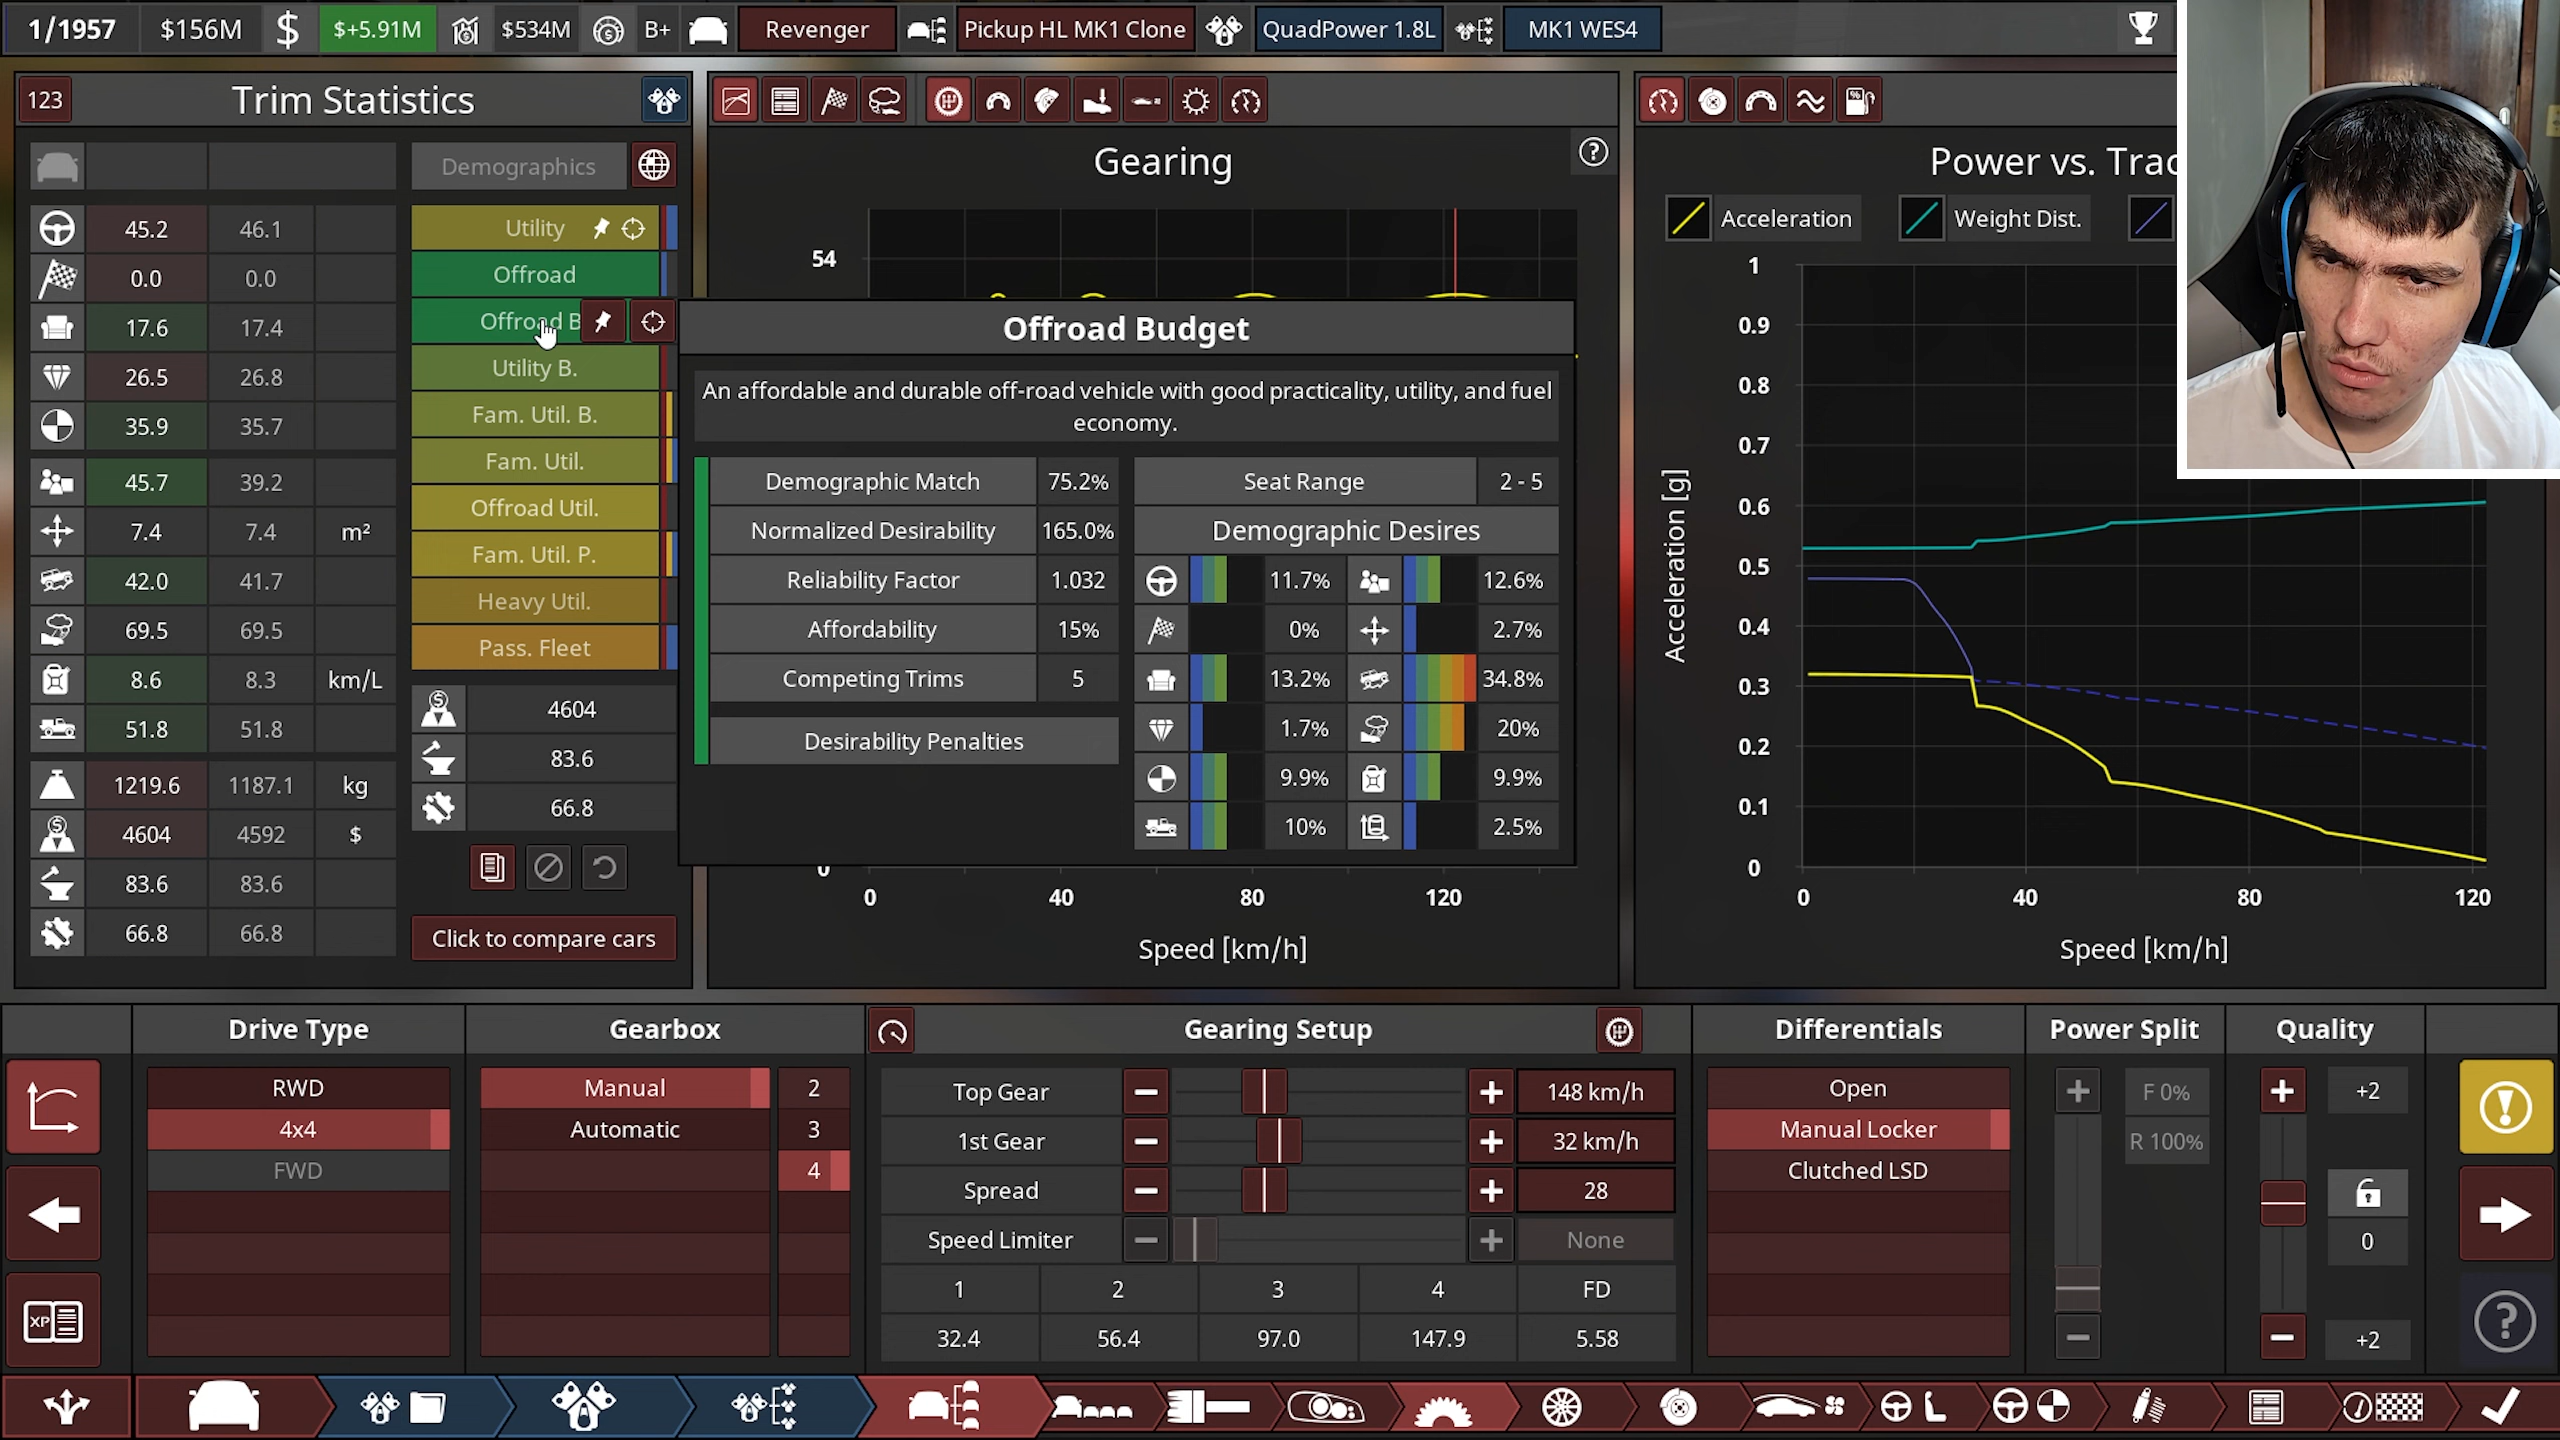 1/1957
$156M
$
$+5.91M
$534M
B+
Revenger
Pickup HL MK1 Clone
QuadPower 1.8L
MK1 WES4
123
Trim Statistics
Demographics
45.2 46.1
0.0 0.0
17.6 17.4
26.5 26.8
35.9 35.7
45.7 39.2
7.4 7.4 m²
42.0 41.7
69.5 69.5
8.6 8.3 km/L
51.8 51.8
1219.6 1187.1 kg
4604 4592 $
83.6 83.6
66.8 66.8
Utility
Offroad
Offroad B
Utility B.
Fam. Util. B.
Fam. Util.
Offroad Util.
Fam. Util. P.
Heavy Util.
Pass. Fleet
4604
83.6
66.8
Click to compare cars
Gearing
?
54
0
0 40 80 120
Speed [km/h]
Offroad Budget
An affordable and durable off-road vehicle with good practicality, utility, and fuel
economy.
Demographic Match 75.2%
Normalized Desirability 165.0%
Reliability Factor 1.032
Affordability 15%
Competing Trims 5
Desirability Penalties
Seat Range 2 - 5
Demographic Desires
11.7% 12.6%
0% 2.7%
13.2% 34.8%
1.7% 20%
9.9% 9.9%
10% 2.5%
Power vs. Trac
Acceleration
Weight Dist.
Acceleration [g]
1
0.9
0.8
0.7
0.6
0.5
0.4
0.3
0.2
0.1
0
0 40 80 120
Speed [km/h]
Drive Type
RWD
4x4
FWD
Gearbox
Manual
Automatic
2
3
4
Gearing Setup
Top Gear − + 148 km/h
1st Gear − + 32 km/h
Spread − + 28
Speed Limiter − + None
1 2 3 4 FD
32.4 56.4 97.0 147.9 5.58
Differentials
Open
Manual Locker
Clutched LSD
Power Split
+
F 0%
R 100%
−
Quality
+ +2
0
− +2
XP
?